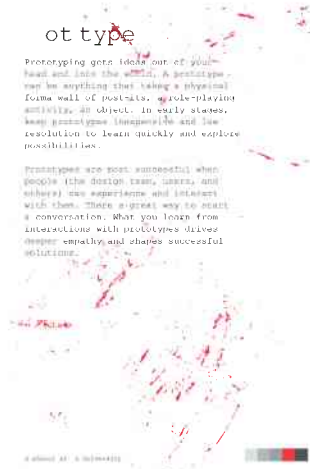 ot type
Prototyping gets ideas out of your
head and into the world. A prototype
can be anything that takes a physical
form a wall of post-its, a role-playing
activity, an object. In early stages,
keep prototypes inexpensive and low
resolution to learn quickly and explore
possibilities.
Prototypes are most successful when
people (the design team, users, and
others) can experience and interact
with them. There a great way to start
a conversation. What you learn from
interactions with prototypes drives
deeper empathy and shapes successful
solutions.